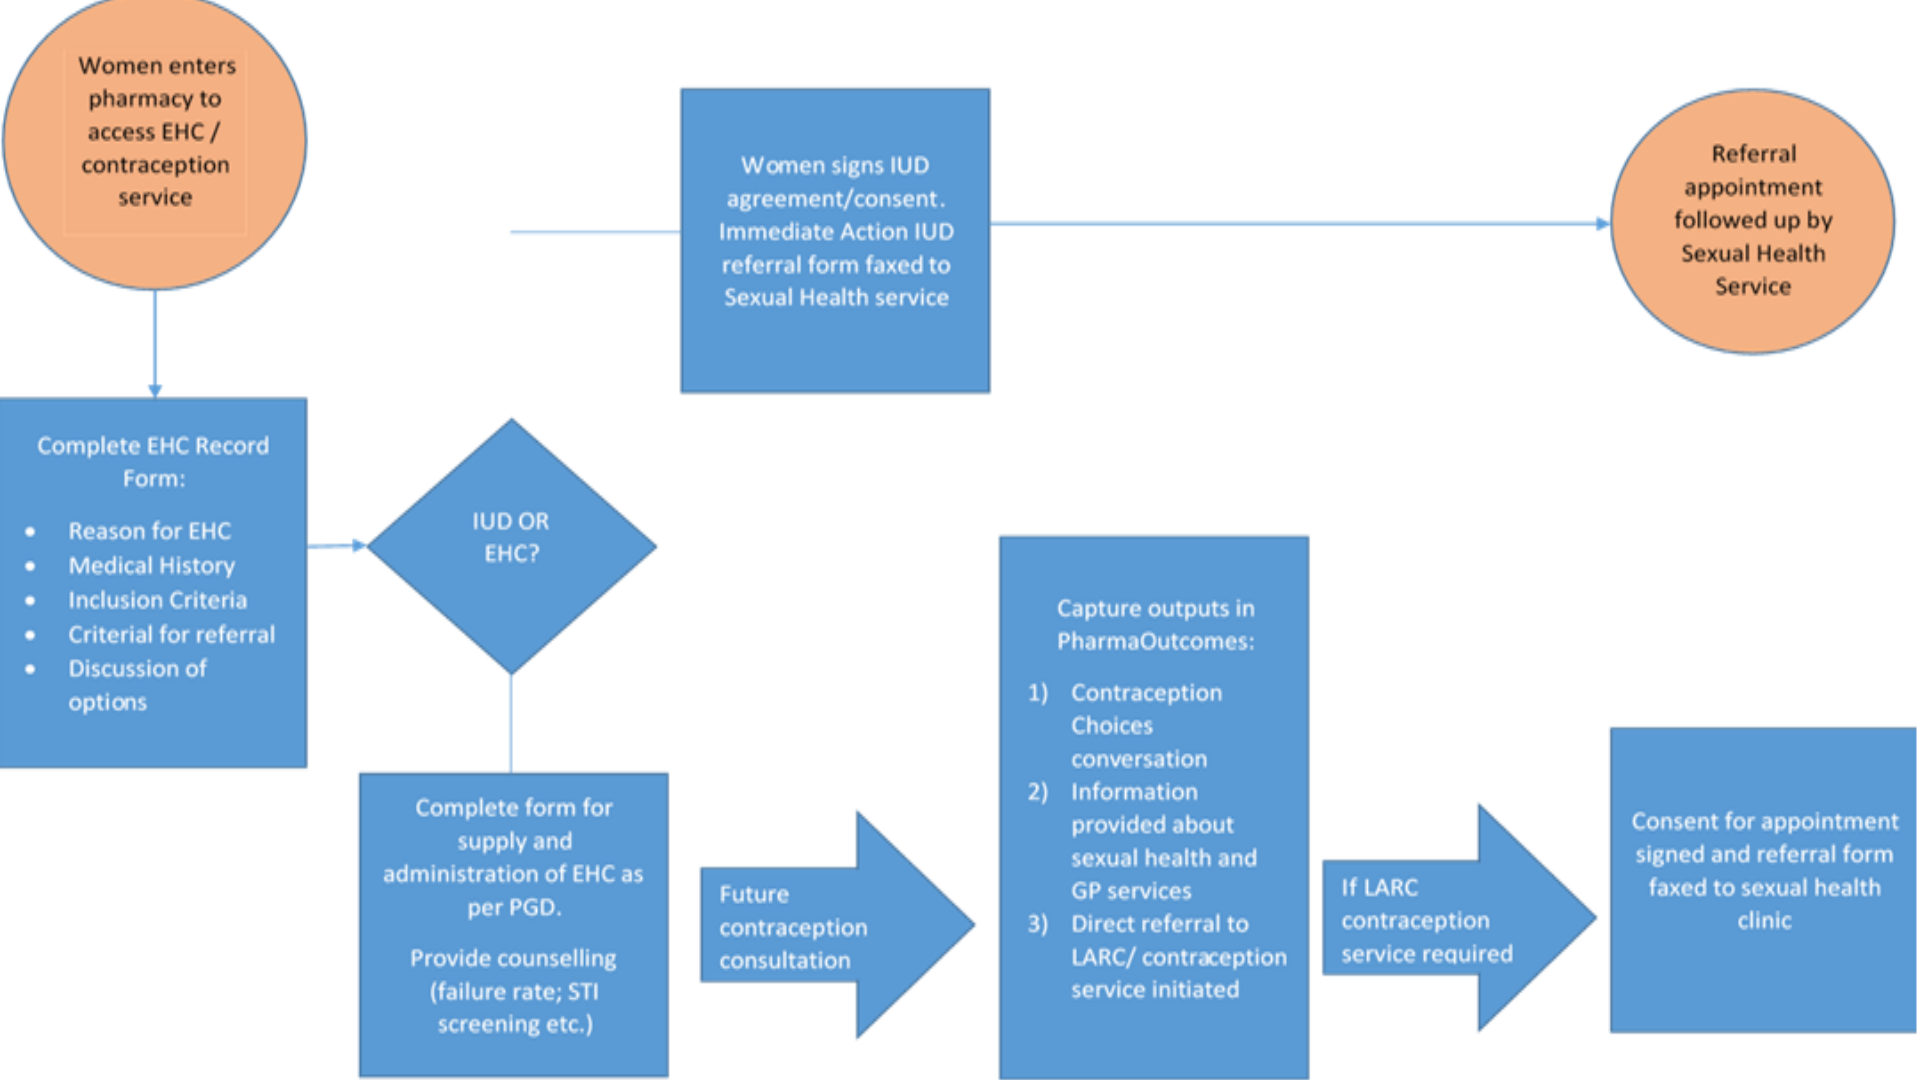 Women enters
pharmacy to
access EHC /
contraception
service
Women signs IUD
agreement/consent.
Immediate Action IUD
referral form faxed to
Sexual Health service
Referral
appointment
followed up by
Sexual Health
Service
Complete EHC Record
Form:
• Reason for EHC
• Medical History
• Inclusion Criteria
• Criterial for referral
• Discussion of
options
IUD OR
EHC?
Complete form for
supply and
administration of EHC as
per PGD.
Provide counselling
(failure rate; STI
screening etc.)
Future
contraception
consultation
Capture outputs in
PharmaOutcomes:
1) Contraception
Choices
conversation
2) Information
provided about
sexual health and
GP services
3) Direct referral to
LARC/ contraception
service initiated
If LARC
contraception
service required
Consent for appointment
signed and referral form
faxed to sexual health
clinic